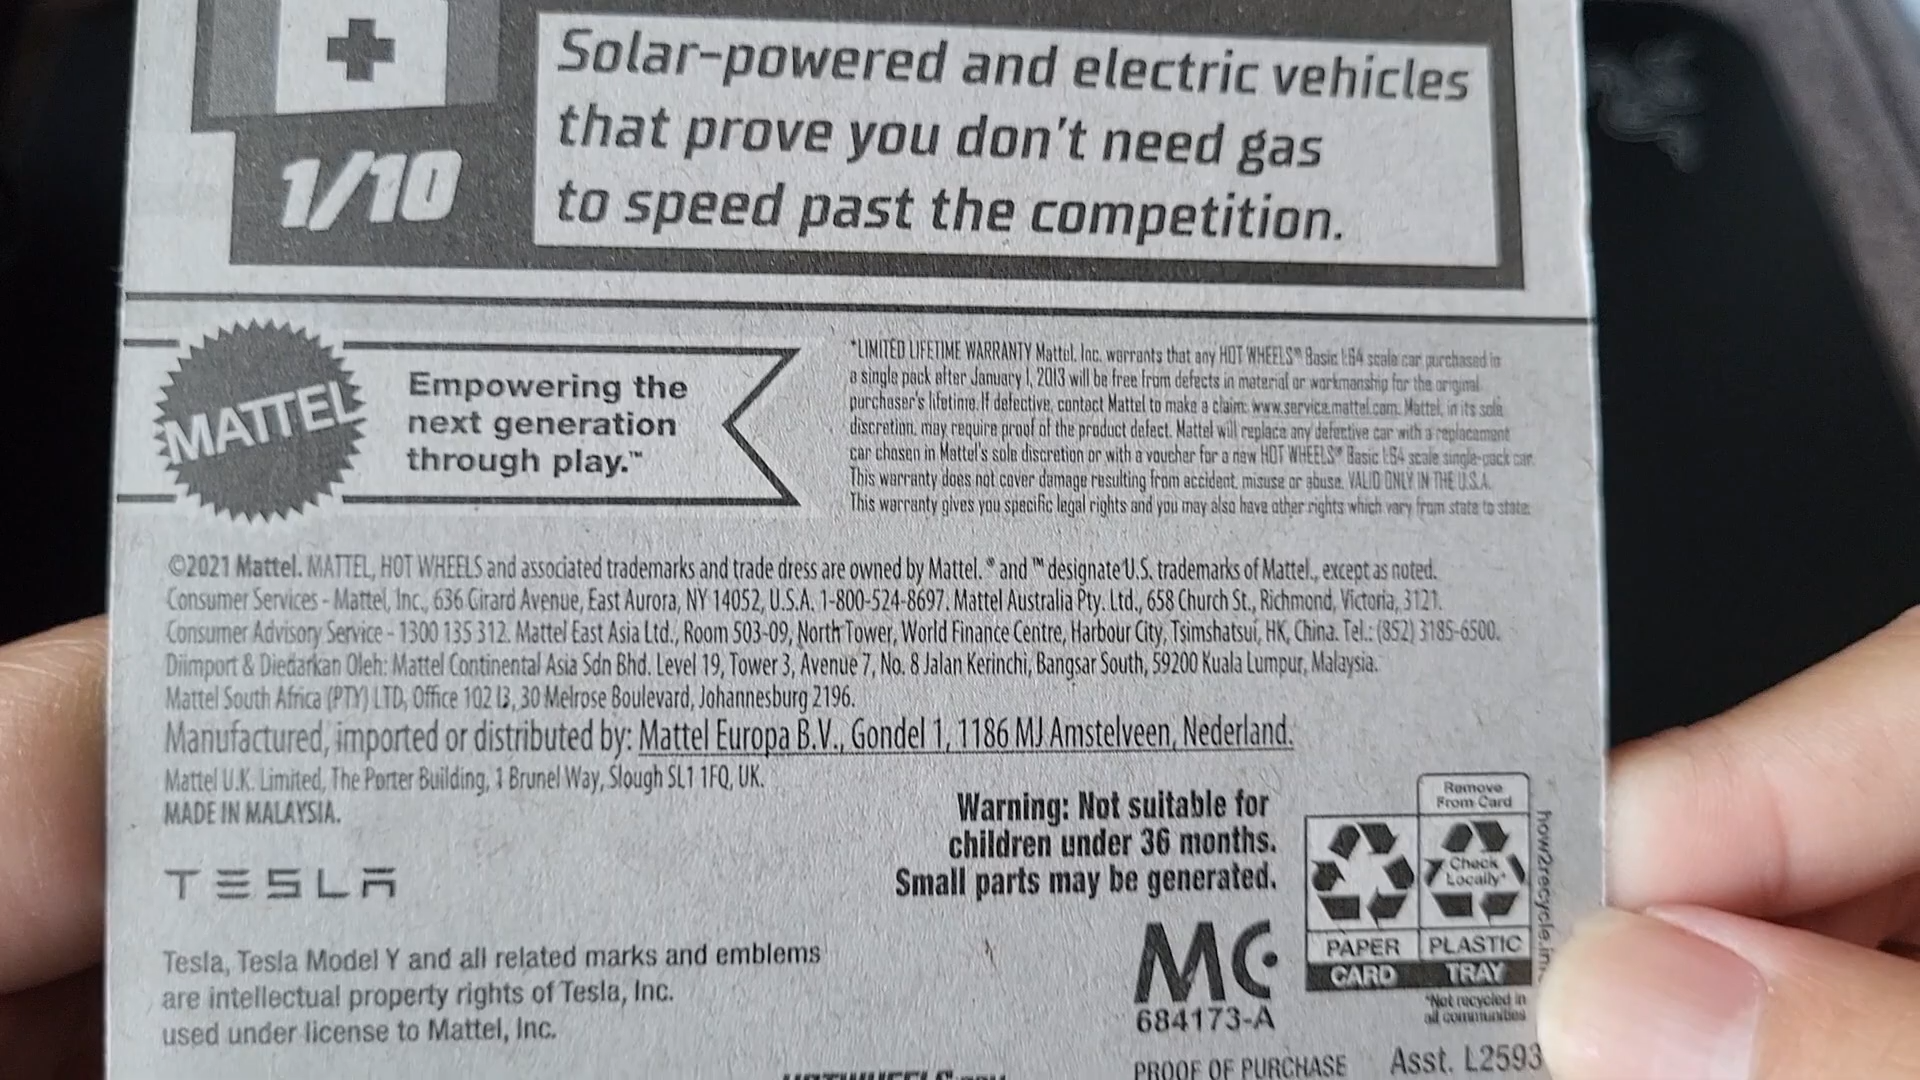 Solar-powered and electric vehicles
that prove you don't need gas
to speed past the competition.
1/10
MATTEL
Empowering the
next generation
through play.™
*LIMITED LIFETIME WARRANTY Mattel, Inc. warrants that any HOT WHEELS® Basic 1:64 scale car purchased in
a single pack after January 1, 2013 will be free from defects in material or workmanship for the original
purchaser's lifetime. If defective, contact Mattel to make a claim: www.service.mattel.com. Mattel, in its sole
discretion, may require proof of the product defect. Mattel will replace any defective car with a replacement
car chosen in Mattel's sole discretion or with a voucher for a new HOT WHEELS® Basic 1:64 scale single-pack car.
This warranty does not cover damage resulting from accident, misuse or abuse. VALID ONLY IN THE U.S.A.
This warranty gives you specific legal rights and you may also have other rights which vary from state to state.
©2021 Mattel. MATTEL, HOT WHEELS and associated trademarks and trade dress are owned by Mattel. ® and ™ designate U.S. trademarks of Mattel., except as noted.
Consumer Services - Mattel, Inc., 636 Girard Avenue, East Aurora, NY 14052, U.S.A. 1-800-524-8697. Mattel Australia Pty. Ltd., 658 Church St., Richmond, Victoria, 3121.
Consumer Advisory Service - 1300 135 312. Mattel East Asia Ltd., Room 503-09, North Tower, World Finance Centre, Harbour City, Tsimshatsui, HK, China. Tel.: (852) 3185-6500.
Diimport & Diedarkan Oleh: Mattel Continental Asia Sdn Bhd. Level 19, Tower 3, Avenue 7, No. 8 Jalan Kerinchi, Bangsar South, 59200 Kuala Lumpur, Malaysia.
Mattel South Africa (PTY) LTD, Office 102 I3, 30 Melrose Boulevard, Johannesburg 2196.
Manufactured, imported or distributed by: Mattel Europa B.V., Gondel 1, 1186 MJ Amstelveen, Nederland.
Mattel U.K. Limited, The Porter Building, 1 Brunel Way, Slough SL1 1FQ, UK.
MADE IN MALAYSIA.
TESLA
Tesla, Tesla Model Y and all related marks and emblems
are intellectual property rights of Tesla, Inc.
used under license to Mattel, Inc.
Warning: Not suitable for
children under 36 months.
Small parts may be generated.
MC
684173-A
Remove
From Card
Check
Locally*
PAPER
CARD
PLASTIC
TRAY
*Not recycled in
all communities
PROOF OF PURCHASE
Asst. L2593